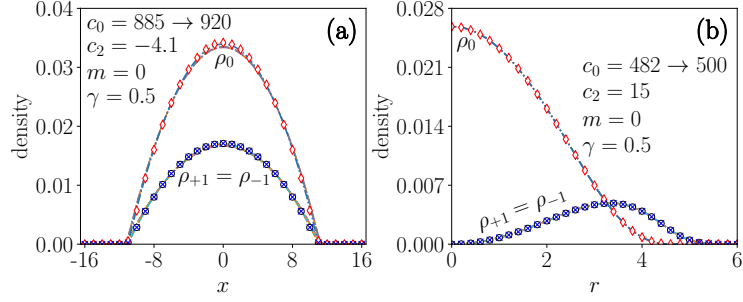 (a)
c₀ = 885 → 920
c₂ = −4.1
m = 0
γ = 0.5
ρ₀
ρ₊₁ = ρ₋₁
density
0.04
0.03
0.02
0.01
0.00
-16 -8 0 8 16
x
(b)
ρ₀
c₀ = 482 → 500
c₂ = 15
m = 0
γ = 0.5
ρ₊₁ = ρ₋₁
density
0.028
0.021
0.014
0.007
0.000
0 2 4 6
r